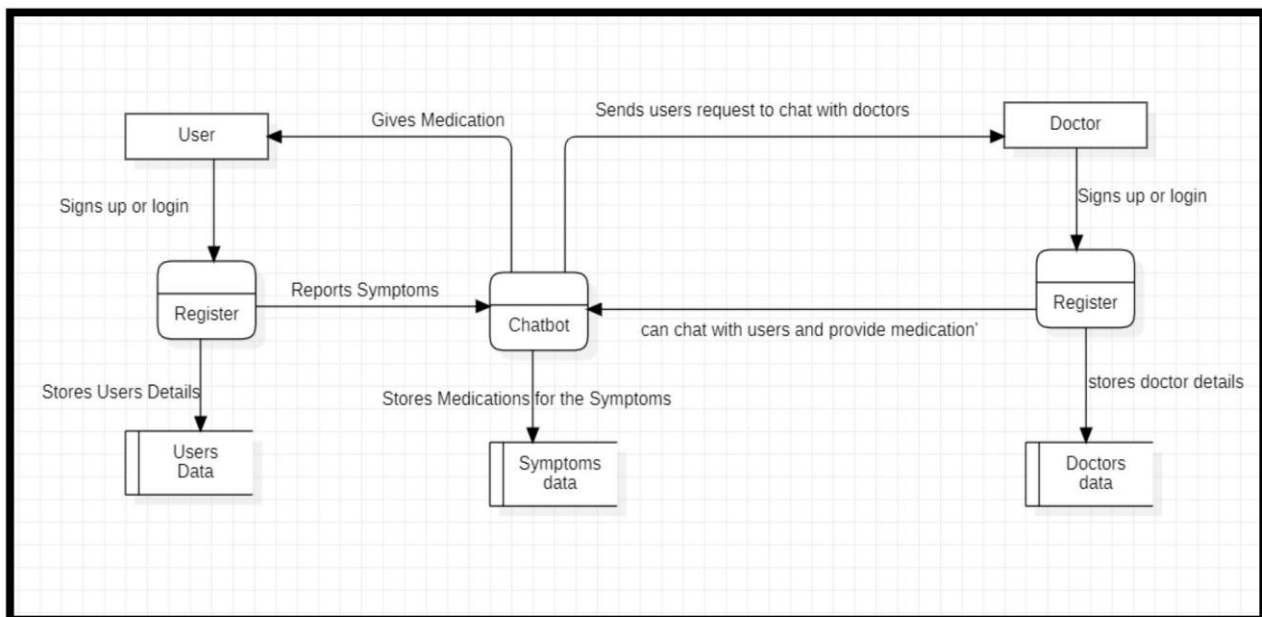 Sends users request to chat with doctors
Gives Medication
User
Doctor
Signs up or login
Signs up or login
Reports Symptoms
Register
Chatbot
Register
can chat with users and provide medication'
Stores Users Details
Stores Medications for the Symptoms
stores doctor details
Users
Data
Symptoms
data
Doctors
data